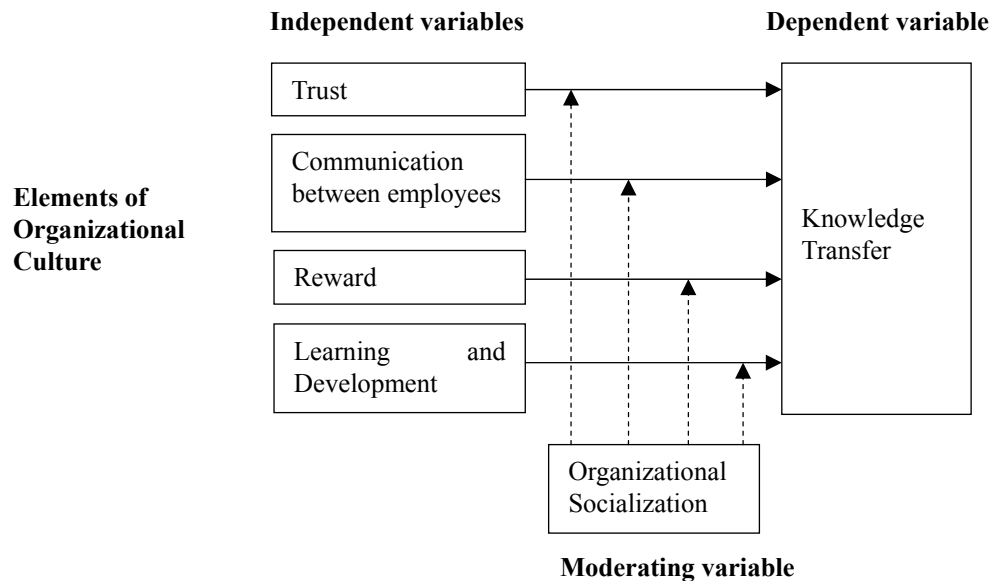 Independent variables
Dependent variable
Trust
Communication
between employees
Elements of
Organizational
Culture
Knowledge
Transfer
Reward
Learning and
Development
Organizational
Socialization
Moderating variable